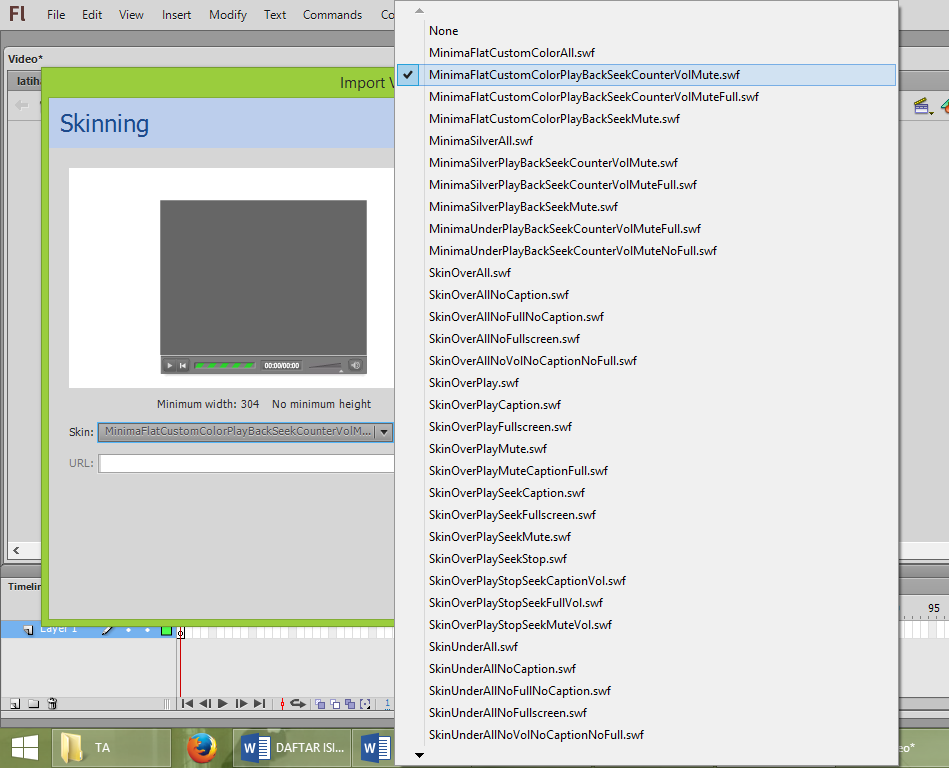 Fl File Edit View Insert Modify Text Commands Co
Video*
latiha
Import V
Skinning
00:00/00:00
Minimum width: 304 No minimum height
Skin: MinimaFlatCustomColorPlayBackSeekCounterVolM...
URL:
None
MinimaFlatCustomColorAll.swf
MinimaFlatCustomColorPlayBackSeekCounterVolMute.swf
MinimaFlatCustomColorPlayBackSeekCounterVolMuteFull.swf
MinimaFlatCustomColorPlayBackSeekMute.swf
MinimaSilverAll.swf
MinimaSilverPlayBackSeekCounterVolMute.swf
MinimaSilverPlayBackSeekCounterVolMuteFull.swf
MinimaSilverPlayBackSeekMute.swf
MinimaUnderPlayBackSeekCounterVolMuteFull.swf
MinimaUnderPlayBackSeekCounterVolMuteNoFull.swf
SkinOverAll.swf
SkinOverAllNoCaption.swf
SkinOverAllNoFullNoCaption.swf
SkinOverAllNoFullscreen.swf
SkinOverAllNoVolNoCaptionNoFull.swf
SkinOverPlay.swf
SkinOverPlayCaption.swf
SkinOverPlayFullscreen.swf
SkinOverPlayMute.swf
SkinOverPlayMuteCaptionFull.swf
SkinOverPlaySeekCaption.swf
SkinOverPlaySeekFullscreen.swf
SkinOverPlaySeekMute.swf
SkinOverPlaySeekStop.swf
SkinOverPlayStopSeekCaptionVol.swf
SkinOverPlayStopSeekFullVol.swf
SkinOverPlayStopSeekMuteVol.swf
SkinUnderAll.swf
SkinUnderAllNoCaption.swf
SkinUnderAllNoFullNoCaption.swf
SkinUnderAllNoFullscreen.swf
SkinUnderAllNoVolNoCaptionNoFull.swf
Timelin
95
Layer 1
1
TA
DAFTAR ISI...
eo*